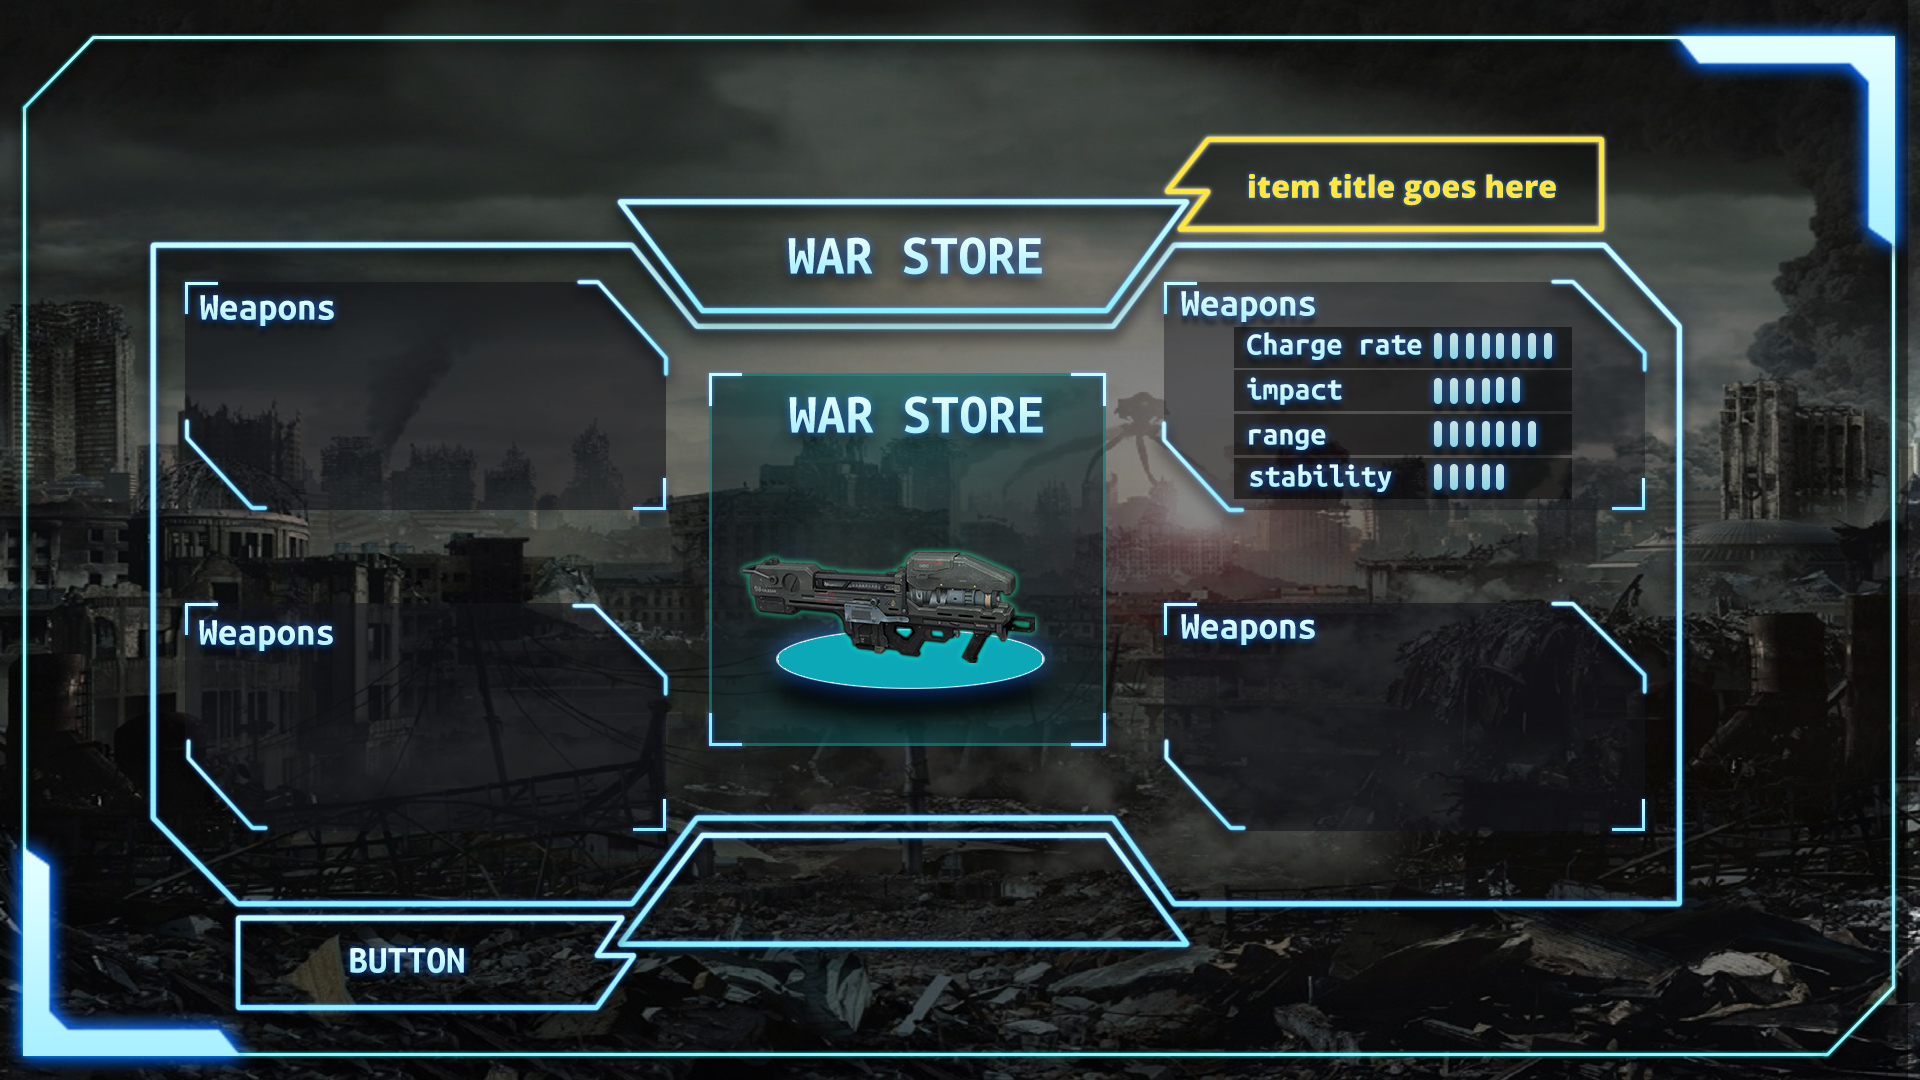 item title goes here
WAR STORE
Weapons
WAR STORE
Weapons
Charge rate
impact
range
stability
Weapons
Weapons
BUTTON